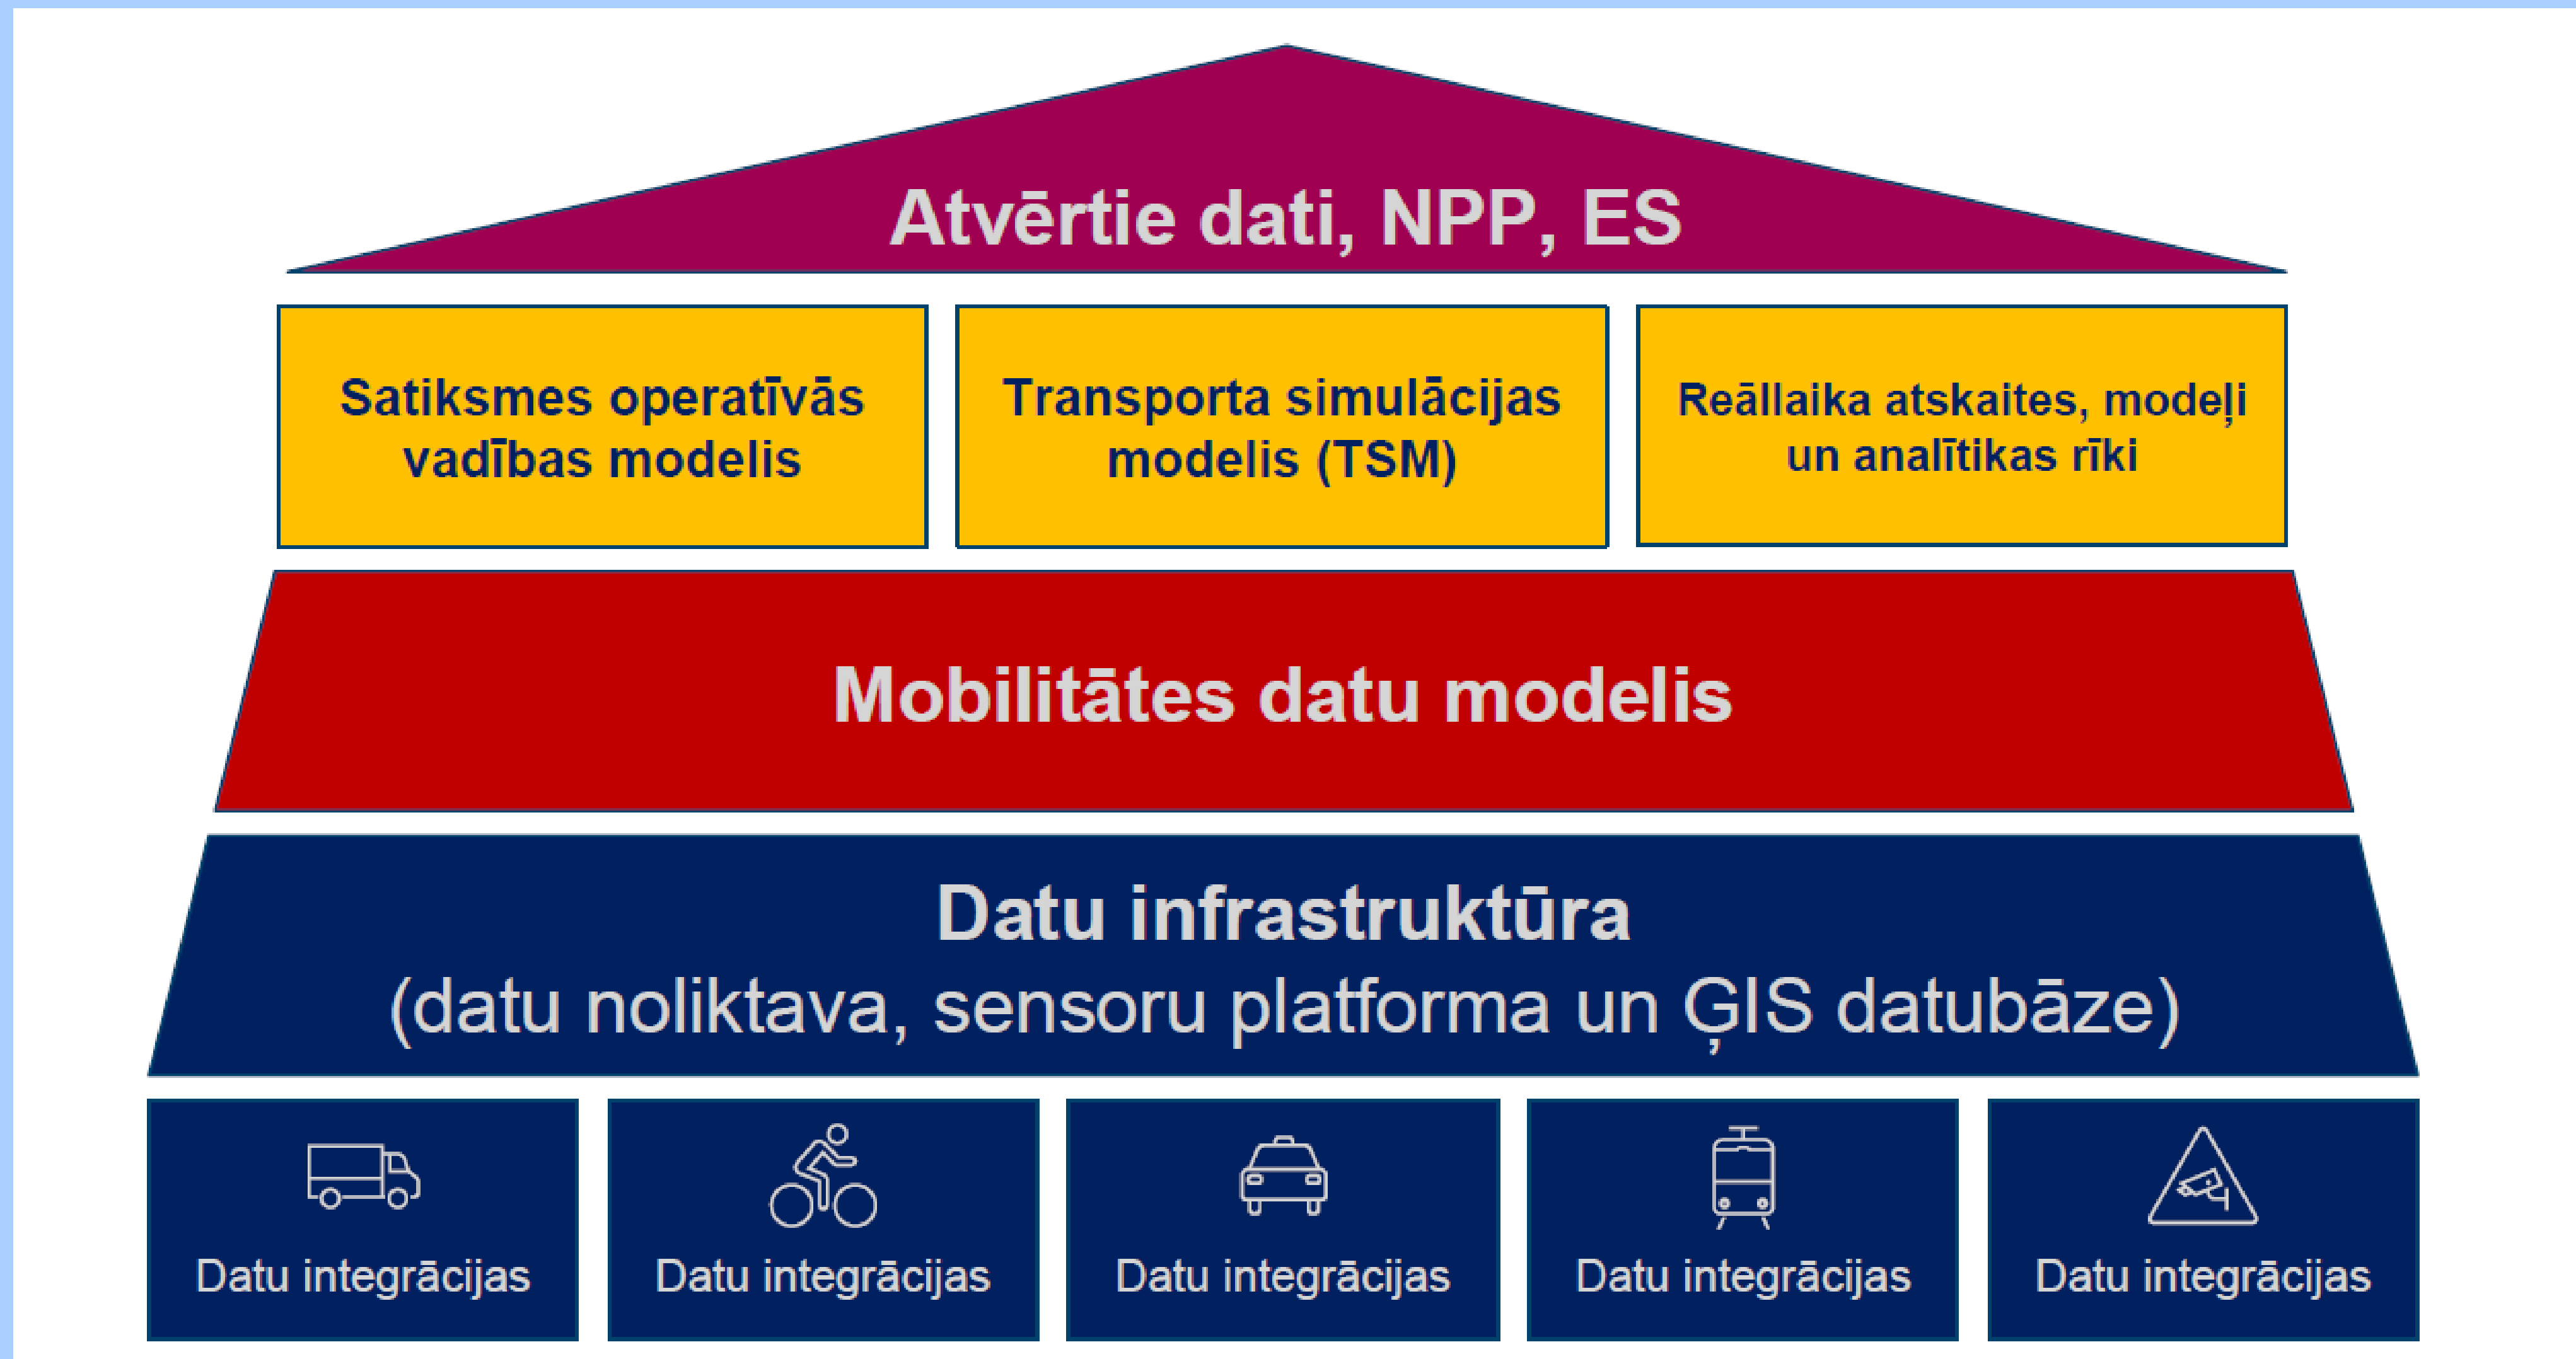 Atvērtie dati, NPP, ES
Satiksmes operatīvās
vadības modelis
Transporta simulācijas
modelis (TSM)
Reāllaika atskaites, modeļi
un analītikas rīki
Mobilitātes datu modelis
Datu infrastruktūra
(datu noliktava, sensoru platforma un ĢIS datubāze)
Datu integrācijas
Datu integrācijas
Datu integrācijas
Datu integrācijas
Datu integrācijas